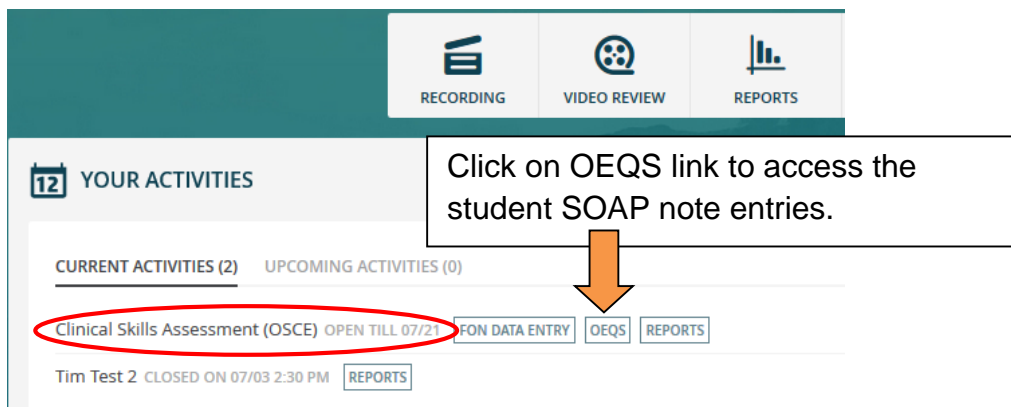 RECORDING VIDEO REVIEW REPORTS
Click on OEQS link to access the
student SOAP note entries.
12 YOUR ACTIVITIES
CURRENT ACTIVITIES (2) UPCOMING ACTIVITIES (0)
Clinical Skills Assessment (OSCE) OPEN TILL 07/21 FON DATA ENTRY OEQS REPORTS
Tim Test 2 CLOSED ON 07/03 2:30 PM REPORTS